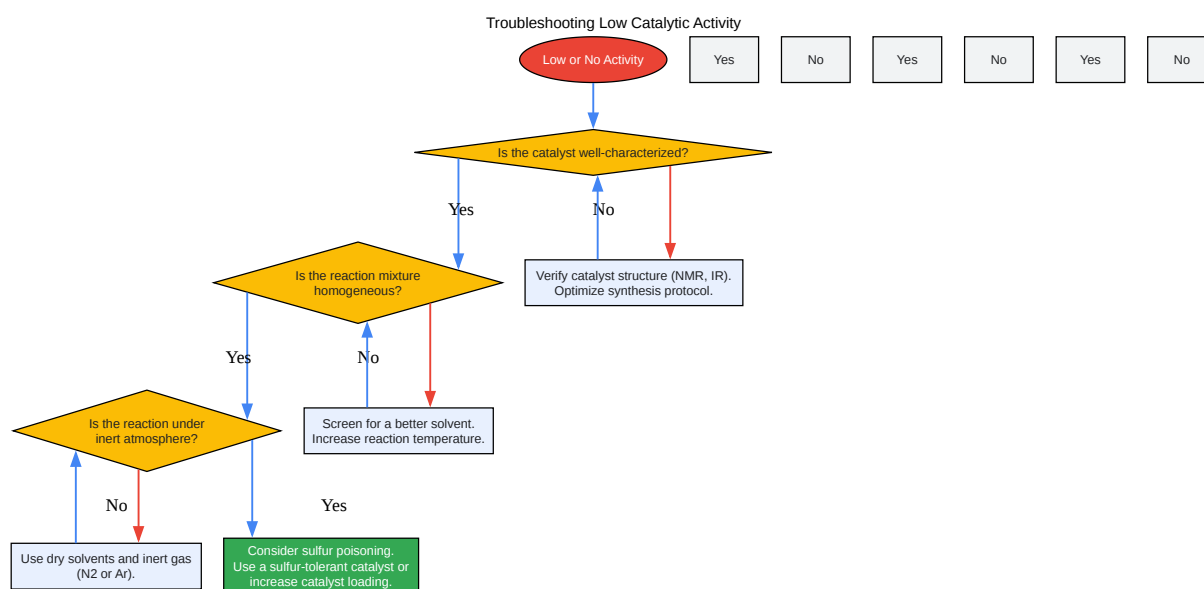 Troubleshooting Low Catalytic Activity
Low or No Activity
Yes
No
Yes
No
Yes
No
Is the catalyst well-characterized?
Yes
No
Is the reaction mixture
homogeneous?
Verify catalyst structure (NMR, IR).
Optimize synthesis protocol.
Yes
No
Is the reaction under
inert atmosphere?
Screen for a better solvent.
Increase reaction temperature.
No
Yes
Use dry solvents and inert gas
(N2 or Ar).
Consider sulfur poisoning.
Use a sulfur-tolerant catalyst or
increase catalyst loading.